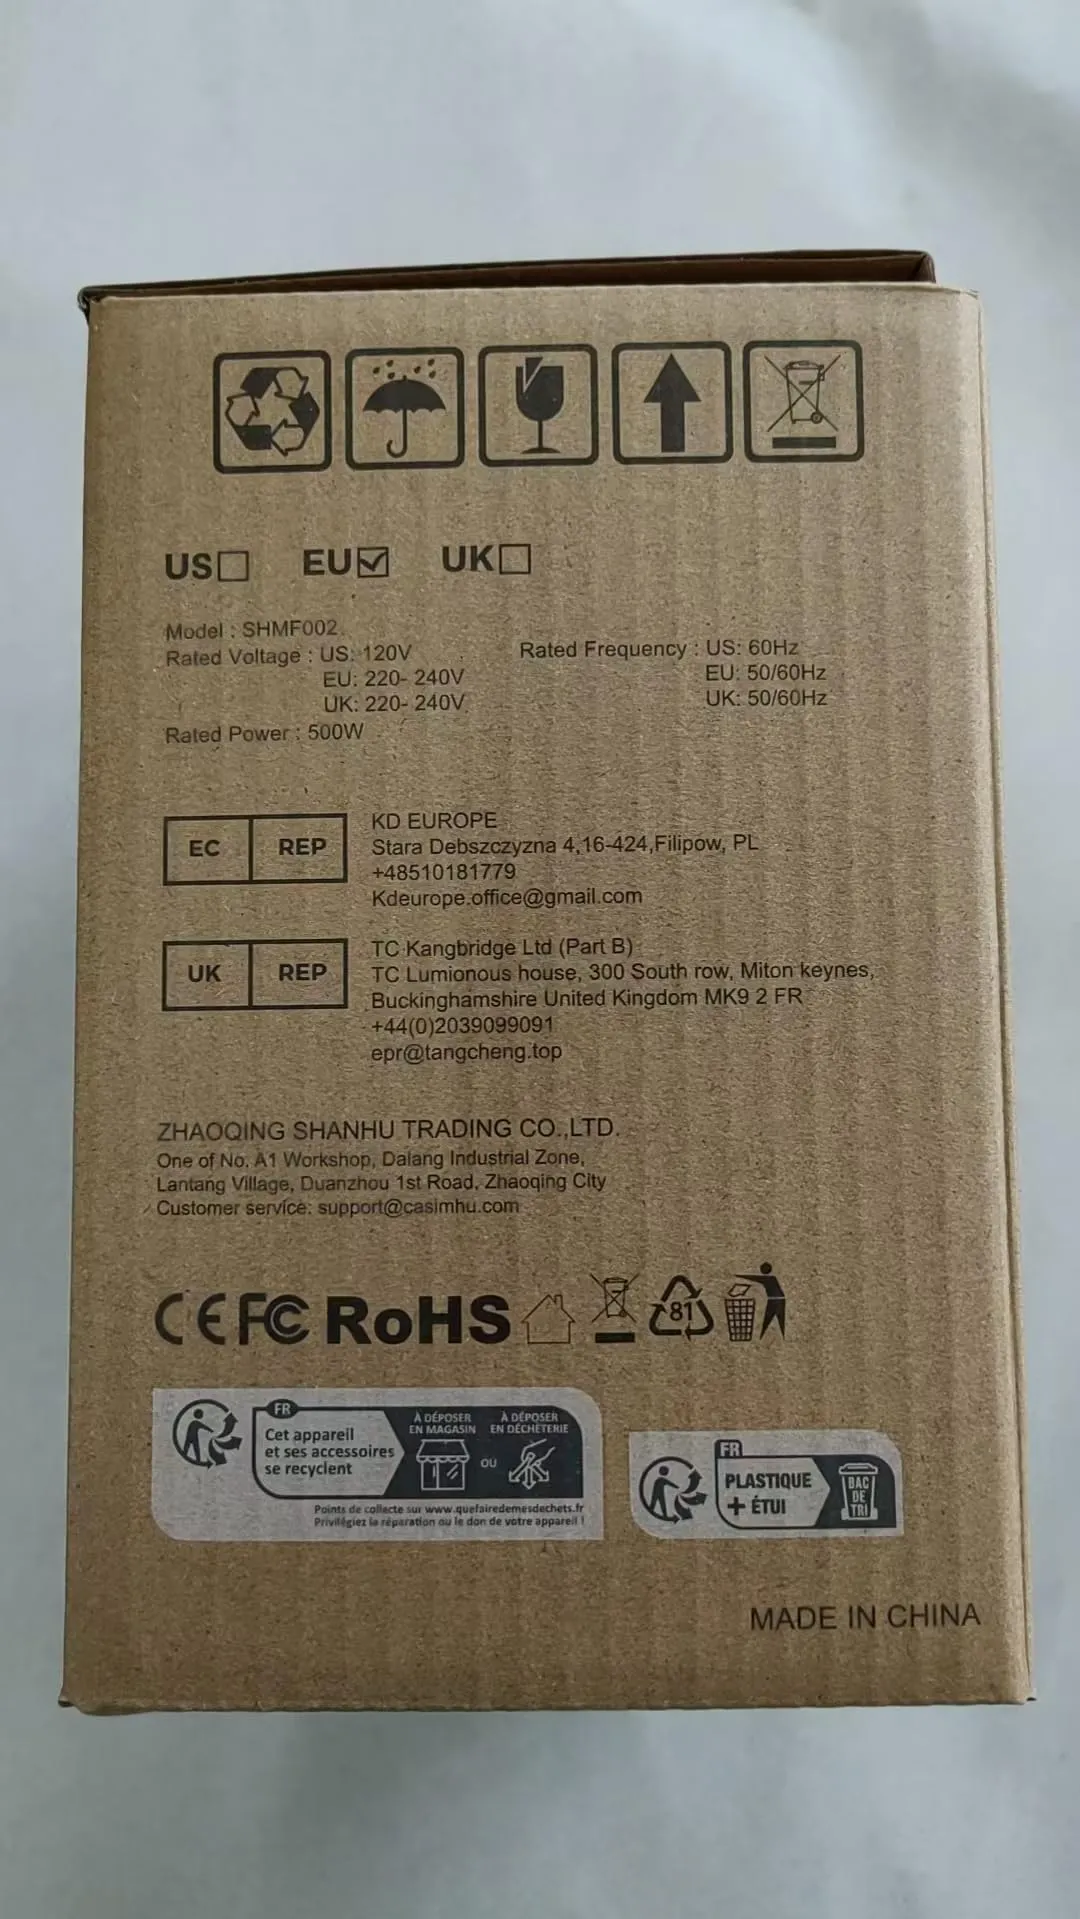 US EU UK
Model : SHMF002
Rated Voltage : US: 120V
EU: 220- 240V
UK: 220- 240V
Rated Power : 500W
Rated Frequency : US: 60Hz
EU: 50/60Hz
UK: 50/60Hz
EC REP
KD EUROPE
Stara Debszczyzna 4,16-424,Filipow, PL
+48510181779
Kdeurope.office@gmail.com
UK REP
TC Kangbridge Ltd (Part B)
TC Lumionous house, 300 South row, Miton keynes,
Buckinghamshire United Kingdom MK9 2 FR
+44(0)2039099091
epr@tangcheng.top
ZHAOQING SHANHU TRADING CO.,LTD.
One of No. A1 Workshop, Dalang Industrial Zone,
Lantang Village, Duanzhou 1st Road, Zhaoqing City
Customer service: support@casimhu.com
CE FC RoHS 81
FR
Cet appareil
et ses accessoires
se recyclent
À DÉPOSER
EN MAGASIN
OU
À DÉPOSER
EN DÉCHÈTERIE
Points de collecte sur www.quefairedemesdechets.fr
Privilégiez la réparation ou le don de votre appareil !
FR
PLASTIQUE
+ ÉTUI
BAC
DE
TRI
MADE IN CHINA